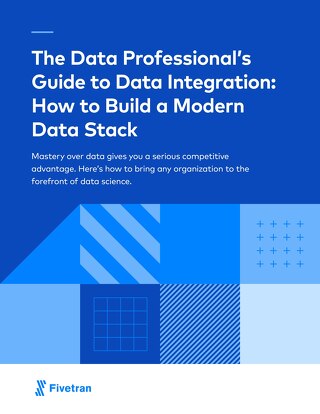 The Data Professional's
Guide to Data Integration:
How to Build a Modern
Data Stack
Mastery over data gives you a serious competitive
advantage. Here's how to bring any organization to the
forefront of data science.
Fivetran